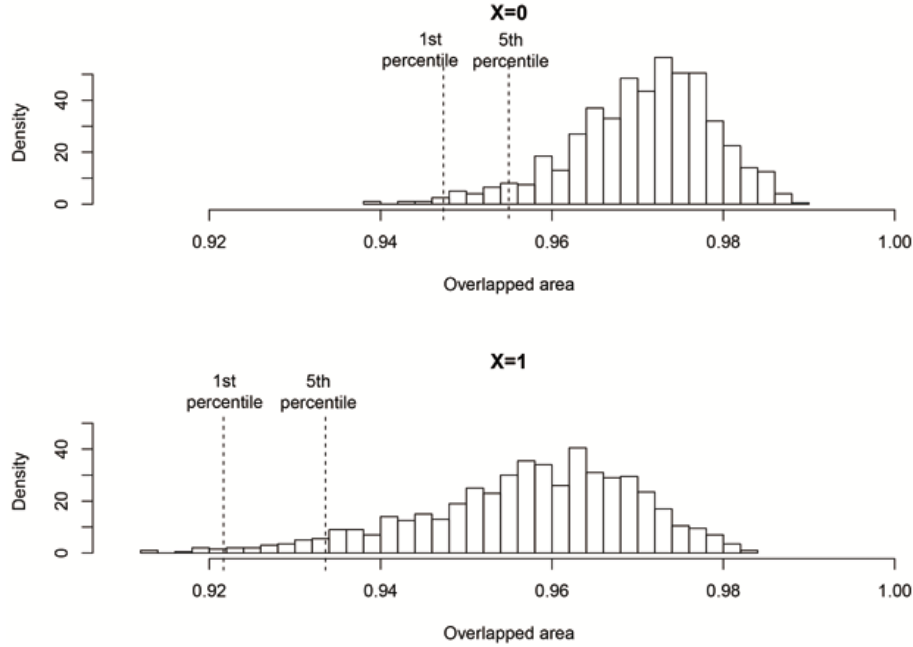 X=0
1st 5th
percentile percentile
Density
40
20
0
0.92 0.94 0.96 0.98 1.00
Overlapped area
X=1
1st 5th
percentile percentile
Density
40
20
0
0.92 0.94 0.96 0.98 1.00
Overlapped area